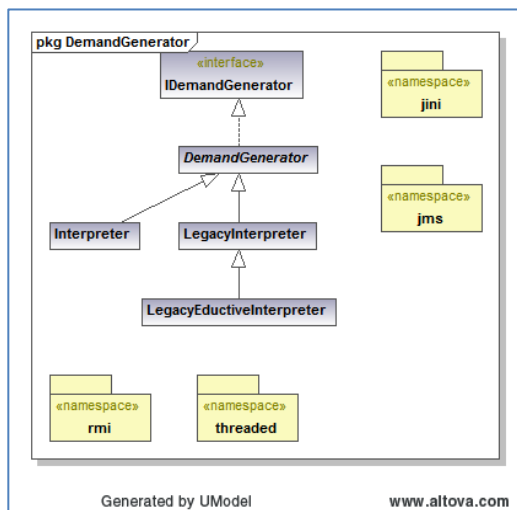 pkg DemandGenerator
«interface»
IDemandGenerator
«namespace»
jini
DemandGenerator
«namespace»
jms
Interpreter
LegacyInterpreter
LegacyEductiveInterpreter
«namespace»
rmi
«namespace»
threaded
Generated by UModel
www.altova.com